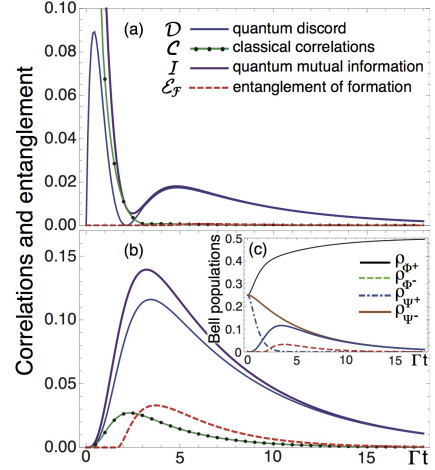 Correlations and entanglement
0.10
0.08
0.06
0.04
0.02
0.00
(a)
𝒟 quantum discord
𝒞 classical correlations
I quantum mutual information
ℰ_ℱ entanglement of formation
0.15
0.10
0.05
0.00
(b)
0 5 10 15 Γt
(c)
Bell populations
0.5
0.4
0.3
0.2
0.1
0
0 5 10 15 Γt
ρ_Φ+
ρ_Φ-
ρ_Ψ+
ρ_Ψ-